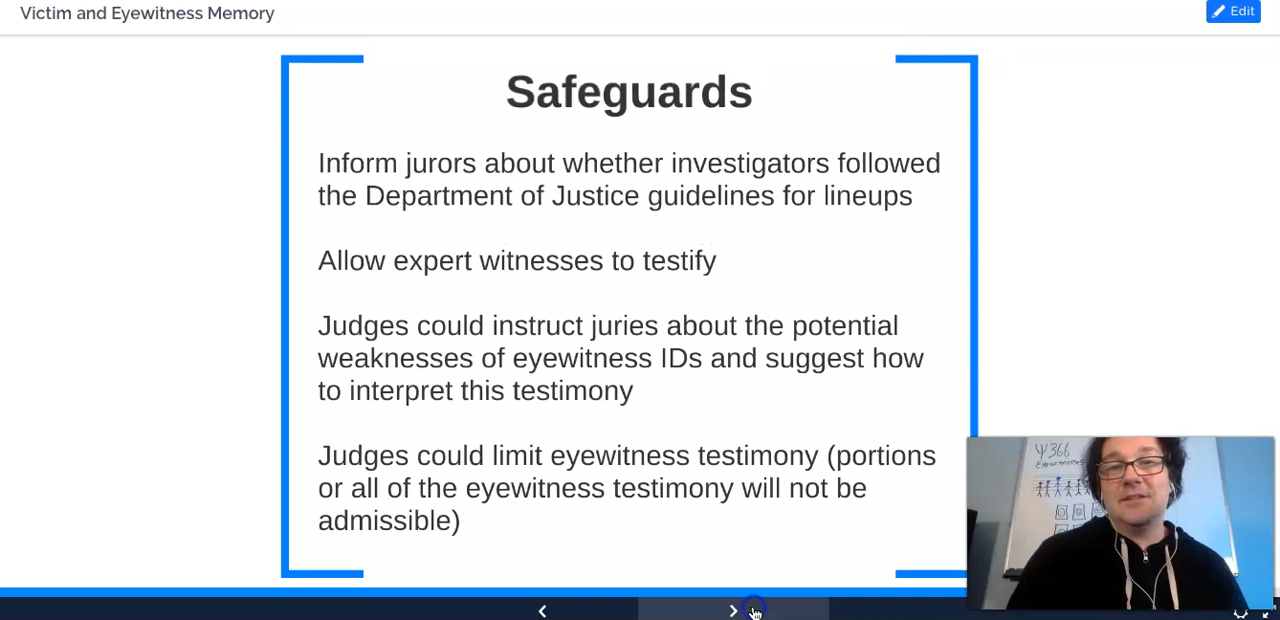 Victim and Eyewitness Memory
Edit
Safeguards
Inform jurors about whether investigators followed
the Department of Justice guidelines for lineups
Allow expert witnesses to testify
Judges could instruct juries about the potential
weaknesses of eyewitness IDs and suggest how
to interpret this testimony
Judges could limit eyewitness testimony (portions
or all of the eyewitness testimony will not be
admissible)
Ψ366